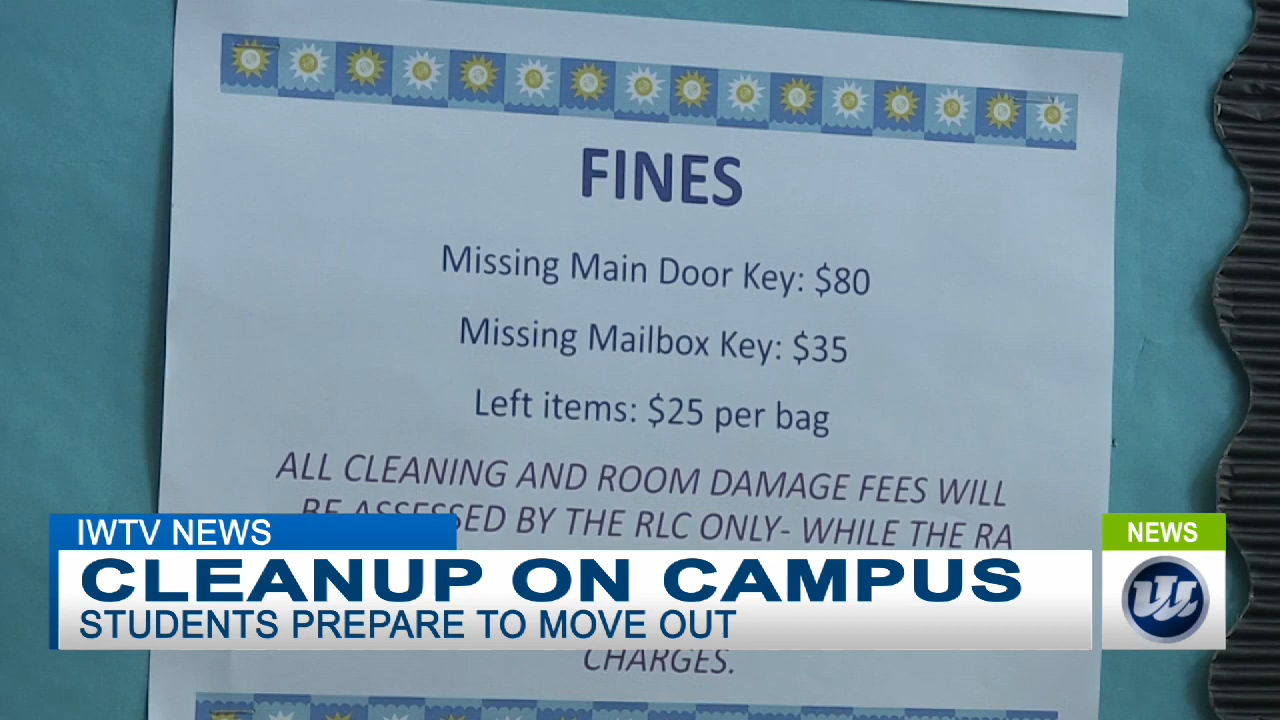 FINES
Missing Main Door Key: $80
Missing Mailbox Key: $35
Left items: $25 per bag
ALL CLEANING AND ROOM DAMAGE FEES WILL
BE ASSESSED BY THE RLC ONLY- WHILE THE RA
IWTV NEWS
CLEANUP ON CAMPUS
STUDENTS PREPARE TO MOVE OUT
NEWS
CHARGES.